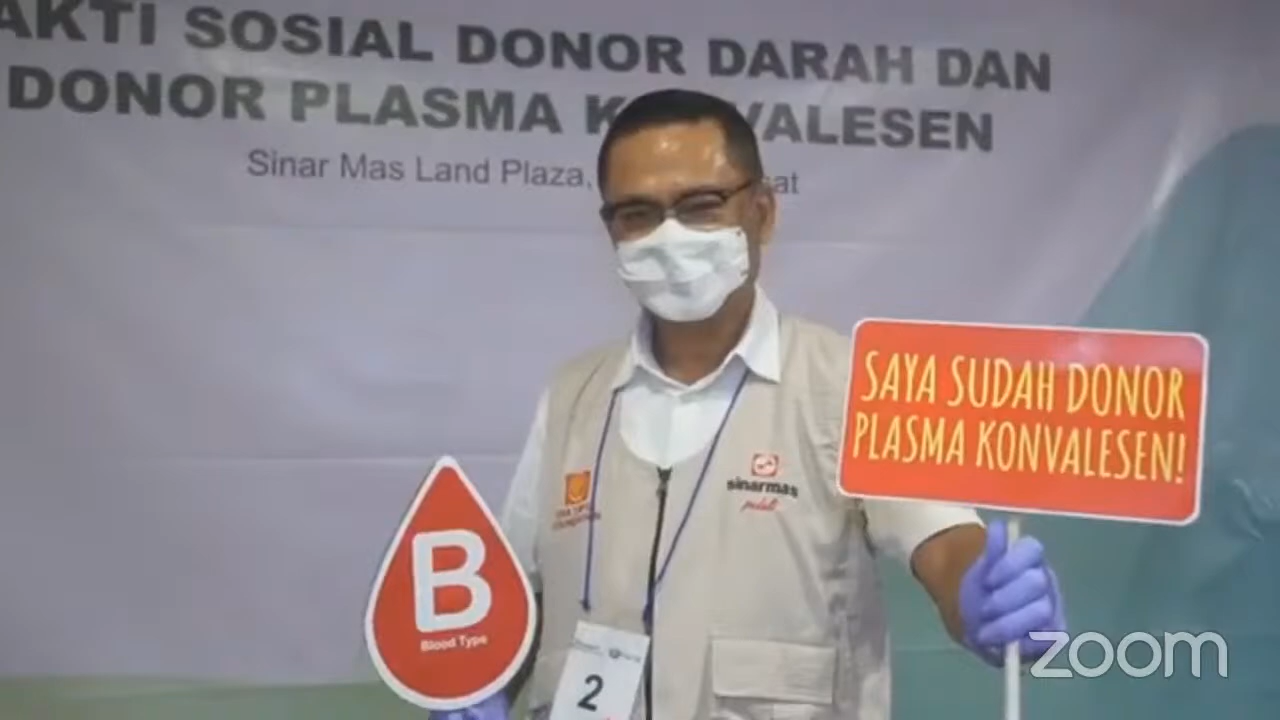 AKTI SOSIAL DONOR DARAH DAN
DONOR PLASMA K VALESEN
Sinar Mas Land Plaza, at
SAYA SUDAH DONOR
PLASMA KONVALESEN!
sinarmas
peduli
B
Blood Type
2
zoom